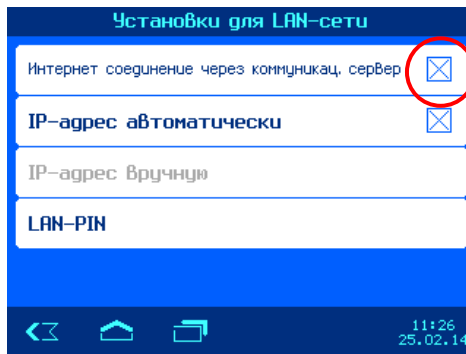 Установки для LAN-сети
Интернет соединение через коммуникац. сервер
IP-адрес автоматически
IP-адрес вручную
LAN-PIN
11:26
25.02.14